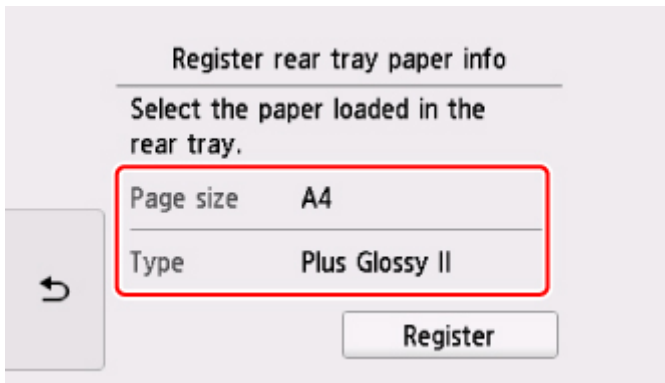 Register rear tray paper info
Select the paper loaded in the
rear tray.
Page size A4
Type Plus Glossy II
Register